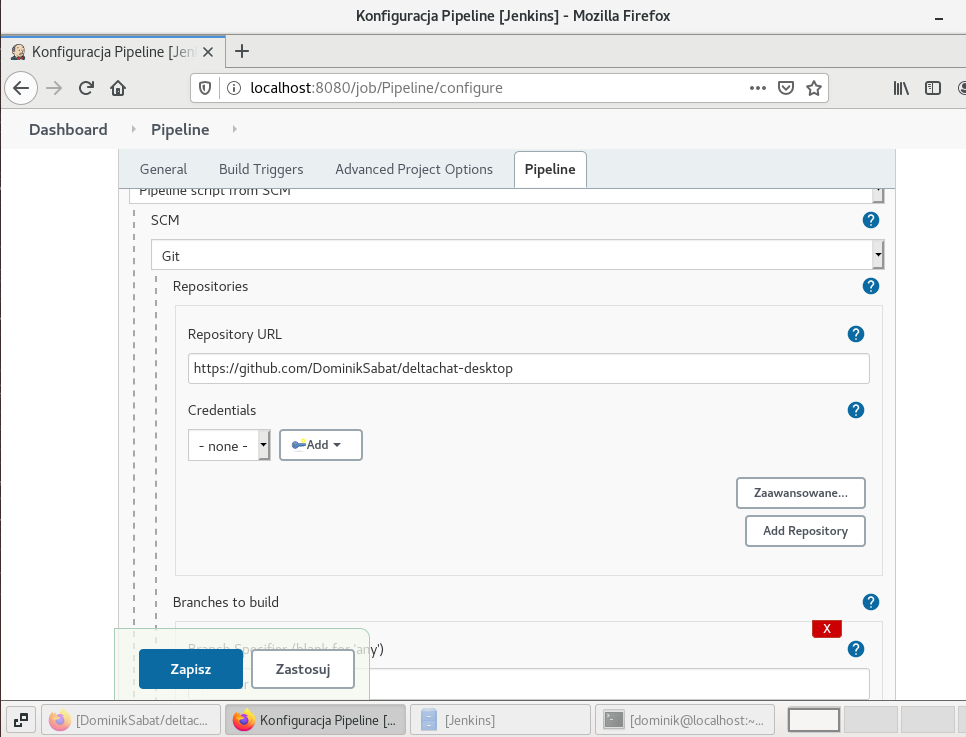 Konfiguracja Pipeline [Jenkins] - Mozilla Firefox
Konfiguracja Pipeline [Jen
localhost:8080/job/Pipeline/configure
Dashboard Pipeline
General Build Triggers Advanced Project Options Pipeline
Pipeline script from SCM
SCM ?
Git
Repositories ?
Repository URL ?
https://github.com/DominikSabat/deltachat-desktop
Credentials ?
- none - Add
Zaawansowane...
Add Repository
Branches to build ?
X
Branch Specifier (blank for 'any') ?
Zapisz Zastosuj
[DominikSabat/deltac... Konfiguracja Pipeline [... [Jenkins] [dominik@localhost:~...